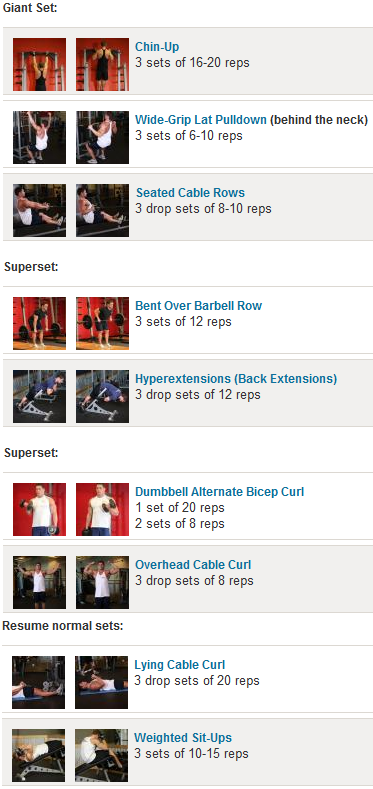 Giant Set:
Chin-Up
3 sets of 16-20 reps
Wide-Grip Lat Pulldown (behind the neck)
3 sets of 6-10 reps
Seated Cable Rows
3 drop sets of 8-10 reps
Superset:
Bent Over Barbell Row
3 sets of 12 reps
Hyperextensions (Back Extensions)
3 drop sets of 12 reps
Superset:
Dumbbell Alternate Bicep Curl
1 set of 20 reps
2 sets of 8 reps
Overhead Cable Curl
3 drop sets of 8 reps
Resume normal sets:
Lying Cable Curl
3 drop sets of 20 reps
Weighted Sit-Ups
3 sets of 10-15 reps